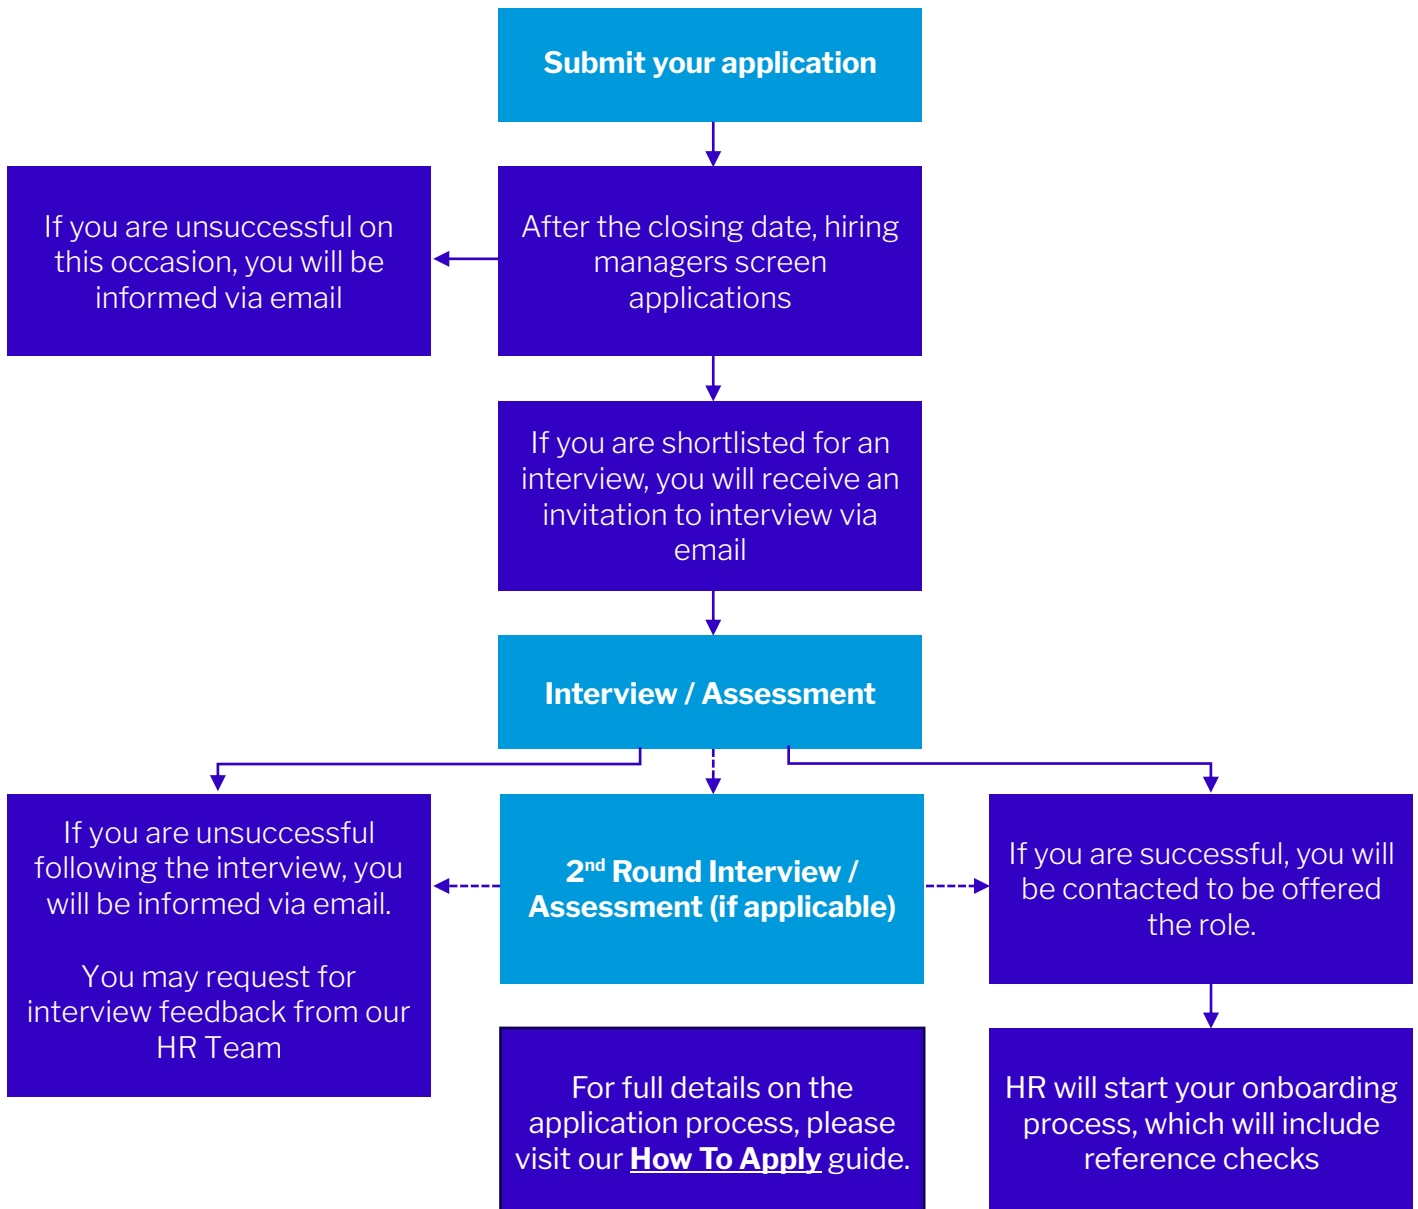 Submit your application
If you are unsuccessful on
this occasion, you will be
informed via email
After the closing date, hiring
managers screen
applications
If you are shortlisted for an
interview, you will receive an
invitation to interview via
email
Interview / Assessment
If you are unsuccessful
following the interview, you
will be informed via email.
You may request for
interview feedback from our
HR Team
2nd Round Interview /
Assessment (if applicable)
If you are successful, you will
be contacted to be offered
the role.
For full details on the
application process, please
visit our How To Apply guide.
HR will start your onboarding
process, which will include
reference checks